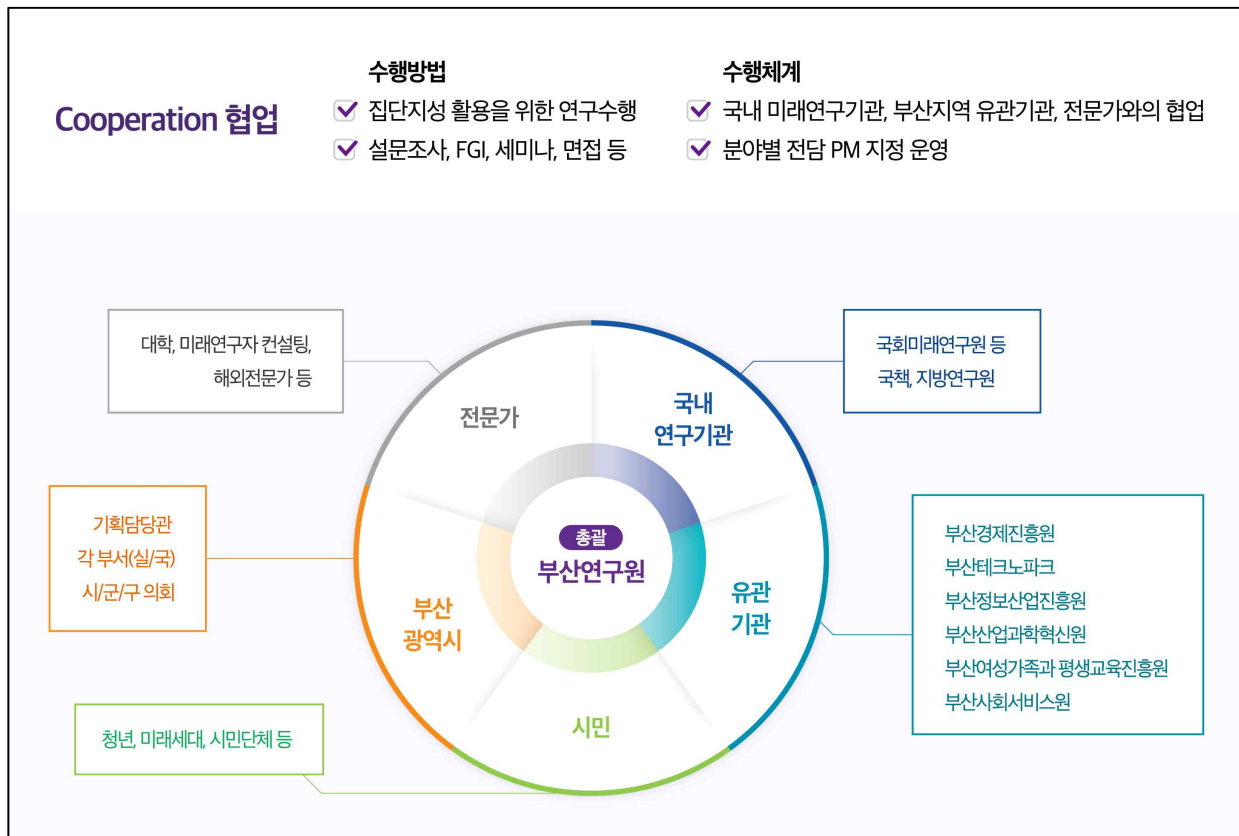 Cooperation 협업
수행방법
집단지성 활용을 위한 연구수행
설문조사, FGI, 세미나, 면접 등
수행체계
국내 미래연구기관, 부산지역 유관기관, 전문가와의 협업
분야별 전담 PM 지정 운영
대학, 미래연구자 컨설팅,
해외전문가 등
국회미래연구원 등
국책, 지방연구원
전문가
국내
연구기관
기획담당관
각 부서(실/국)
시/군/구 의회
총괄
부산연구원
부산
광역시
유관
기관
부산경제진흥원
부산테크노파크
부산정보산업진흥원
부산산업과학혁신원
부산여성가족과 평생교육진흥원
부산사회서비스원
시민
청년, 미래세대, 시민단체 등